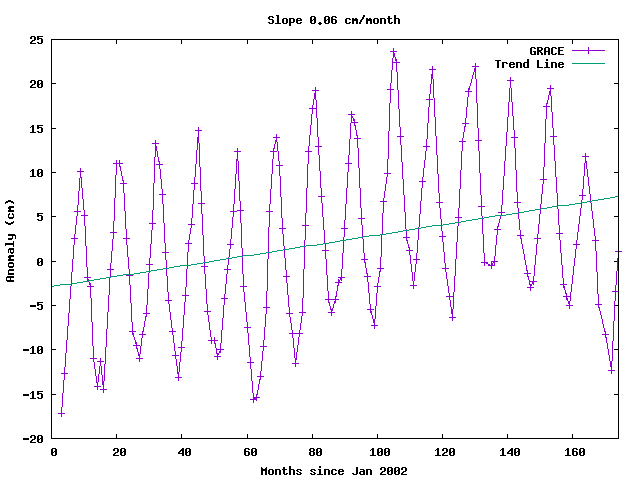 Slope 0.06 cm/month
GRACE
Trend Line
Anomaly (cm)
25
20
15
10
5
0
-5
-10
-15
-20
0 20 40 60 80 100 120 140 160
Months since Jan 2002